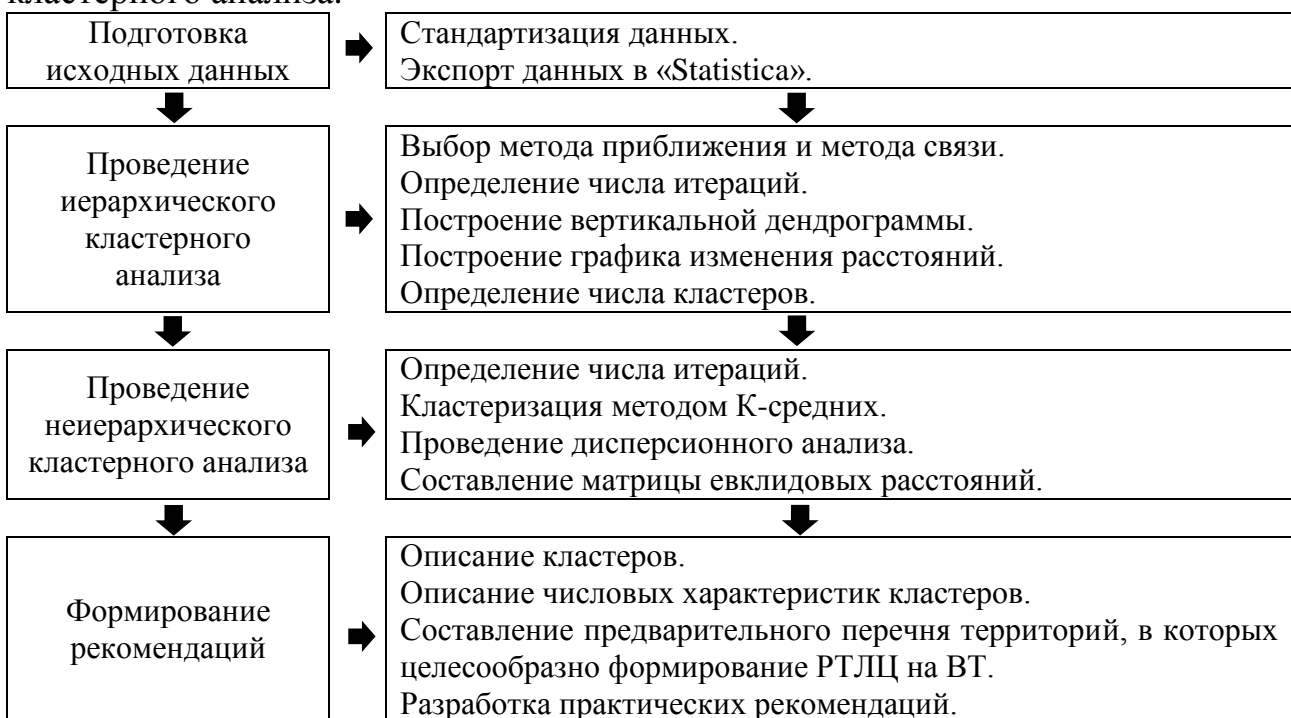 кластерного анализа.
Подготовка
исходных данных
Стандартизация данных.
Экспорт данных в «Statistica».
Проведение
иерархического
кластерного
анализа
Выбор метода приближения и метода связи.
Определение числа итераций.
Построение вертикальной дендрограммы.
Построение графика изменения расстояний.
Определение числа кластеров.
Проведение
неиерархического
кластерного анализа
Определение числа итераций.
Кластеризация методом К-средних.
Проведение дисперсионного анализа.
Составление матрицы евклидовых расстояний.
Формирование
рекомендаций
Описание кластеров.
Описание числовых характеристик кластеров.
Составление предварительного перечня территорий, в которых
целесообразно формирование РТЛЦ на ВТ.
Разработка практических рекомендаций.